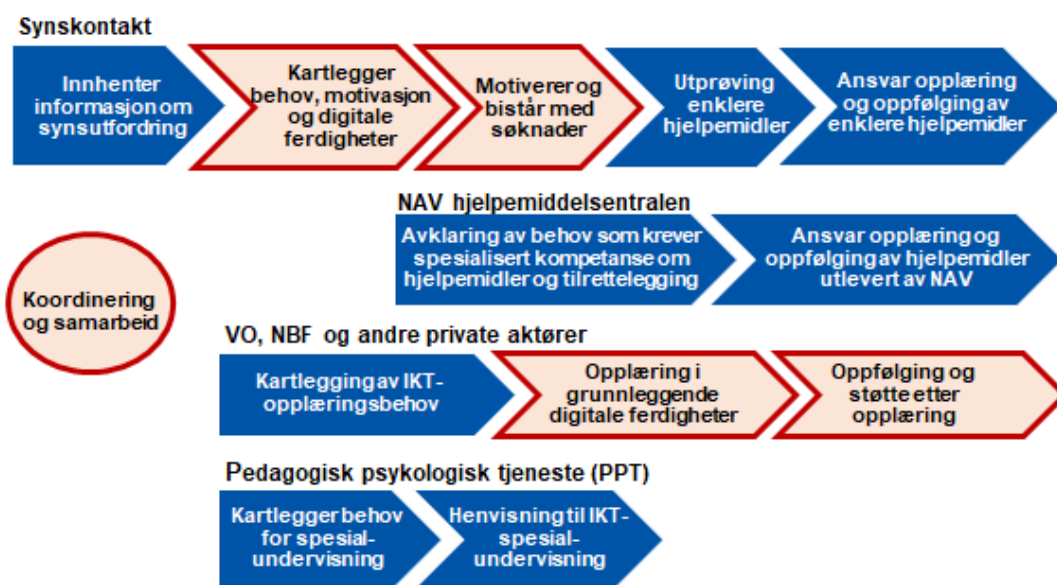 Synskontakt
Innhenter
informasjon om
synsutfordring
Kartlegger
behov, motivasjon
og digitale
ferdigheter
Motiverer og
bistår med
søknader
Utprøving
enklere
hjelpemidler
Ansvar opplæring
og oppfølging av
enklere hjelpemidler
NAV hjelpemiddelsentralen
Avklaring av behov som krever
spesialisert kompetanse om
hjelpemidler og tilrettelegging
Ansvar opplæring og
oppfølging av hjelpemidler
utlevert av NAV
Koordinering
og samarbeid
VO, NBF og andre private aktører
Kartlegging av IKT-
opplæringsbehov
Opplæring i
grunnleggende
digitale ferdigheter
Oppfølging og
støtte etter
opplæring
Pedagogisk psykologisk tjeneste (PPT)
Kartlegger behov
for spesial-
undervisning
Henvisning til IKT-
spesial-
undervisning